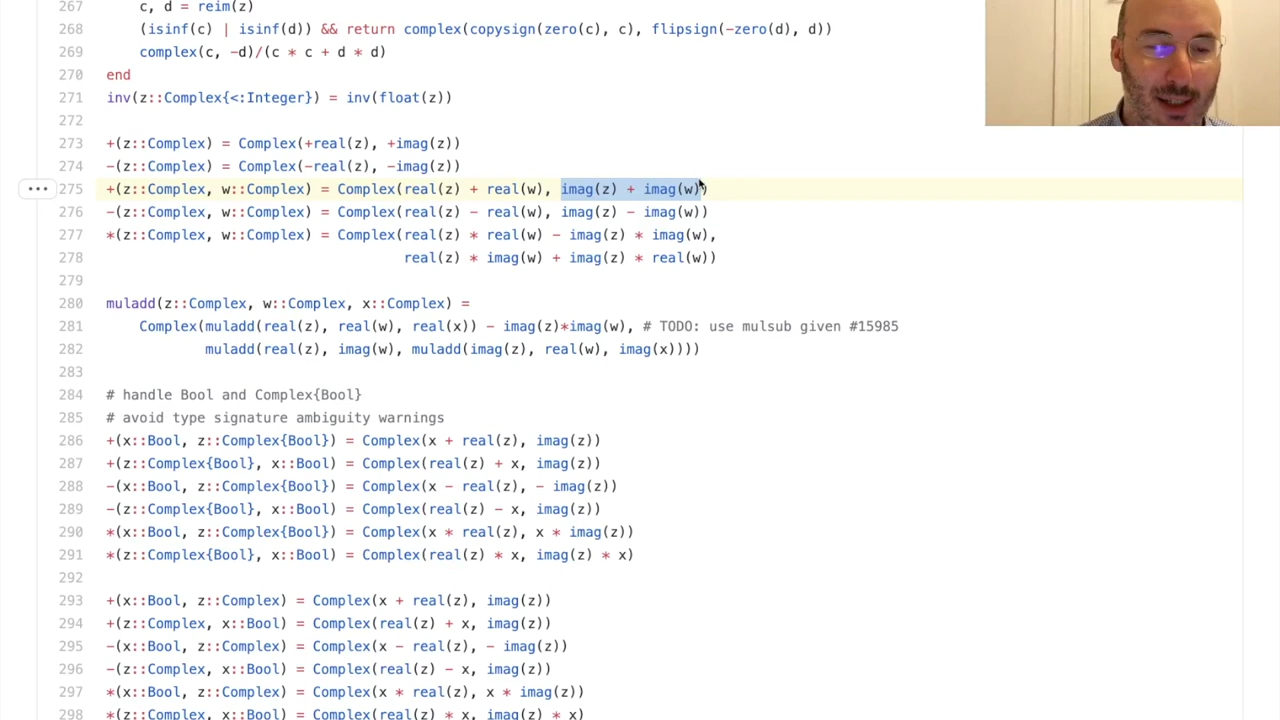 267 c, d = reim(z)
268 (isinf(c) | isinf(d)) && return complex(copysign(zero(c), c), flipsign(-zero(d), d))
269 complex(c, -d)/(c * c + d * d)
270 end
271 inv(z::Complex{<:Integer}) = inv(float(z))
272
273 +(z::Complex) = Complex(+real(z), +imag(z))
274 -(z::Complex) = Complex(-real(z), -imag(z))
275 +(z::Complex, w::Complex) = Complex(real(z) + real(w), imag(z) + imag(w))
276 -(z::Complex, w::Complex) = Complex(real(z) - real(w), imag(z) - imag(w))
277 *(z::Complex, w::Complex) = Complex(real(z) * real(w) - imag(z) * imag(w),
278 real(z) * imag(w) + imag(z) * real(w))
279
280 muladd(z::Complex, w::Complex, x::Complex) =
281 Complex(muladd(real(z), real(w), real(x)) - imag(z)*imag(w), # TODO: use mulsub given #15985
282 muladd(real(z), imag(w), muladd(imag(z), real(w), imag(x))))
283
284 # handle Bool and Complex{Bool}
285 # avoid type signature ambiguity warnings
286 +(x::Bool, z::Complex{Bool}) = Complex(x + real(z), imag(z))
287 +(z::Complex{Bool}, x::Bool) = Complex(real(z) + x, imag(z))
288 -(x::Bool, z::Complex{Bool}) = Complex(x - real(z), - imag(z))
289 -(z::Complex{Bool}, x::Bool) = Complex(real(z) - x, imag(z))
290 *(x::Bool, z::Complex{Bool}) = Complex(x * real(z), x * imag(z))
291 *(z::Complex{Bool}, x::Bool) = Complex(real(z) * x, imag(z) * x)
292
293 +(x::Bool, z::Complex) = Complex(x + real(z), imag(z))
294 +(z::Complex, x::Bool) = Complex(real(z) + x, imag(z))
295 -(x::Bool, z::Complex) = Complex(x - real(z), - imag(z))
296 -(z::Complex, x::Bool) = Complex(real(z) - x, imag(z))
297 *(x::Bool, z::Complex) = Complex(x * real(z), x * imag(z))
298 *(z::Complex, x::Bool) = Complex(real(z) * x, imag(z) * x)